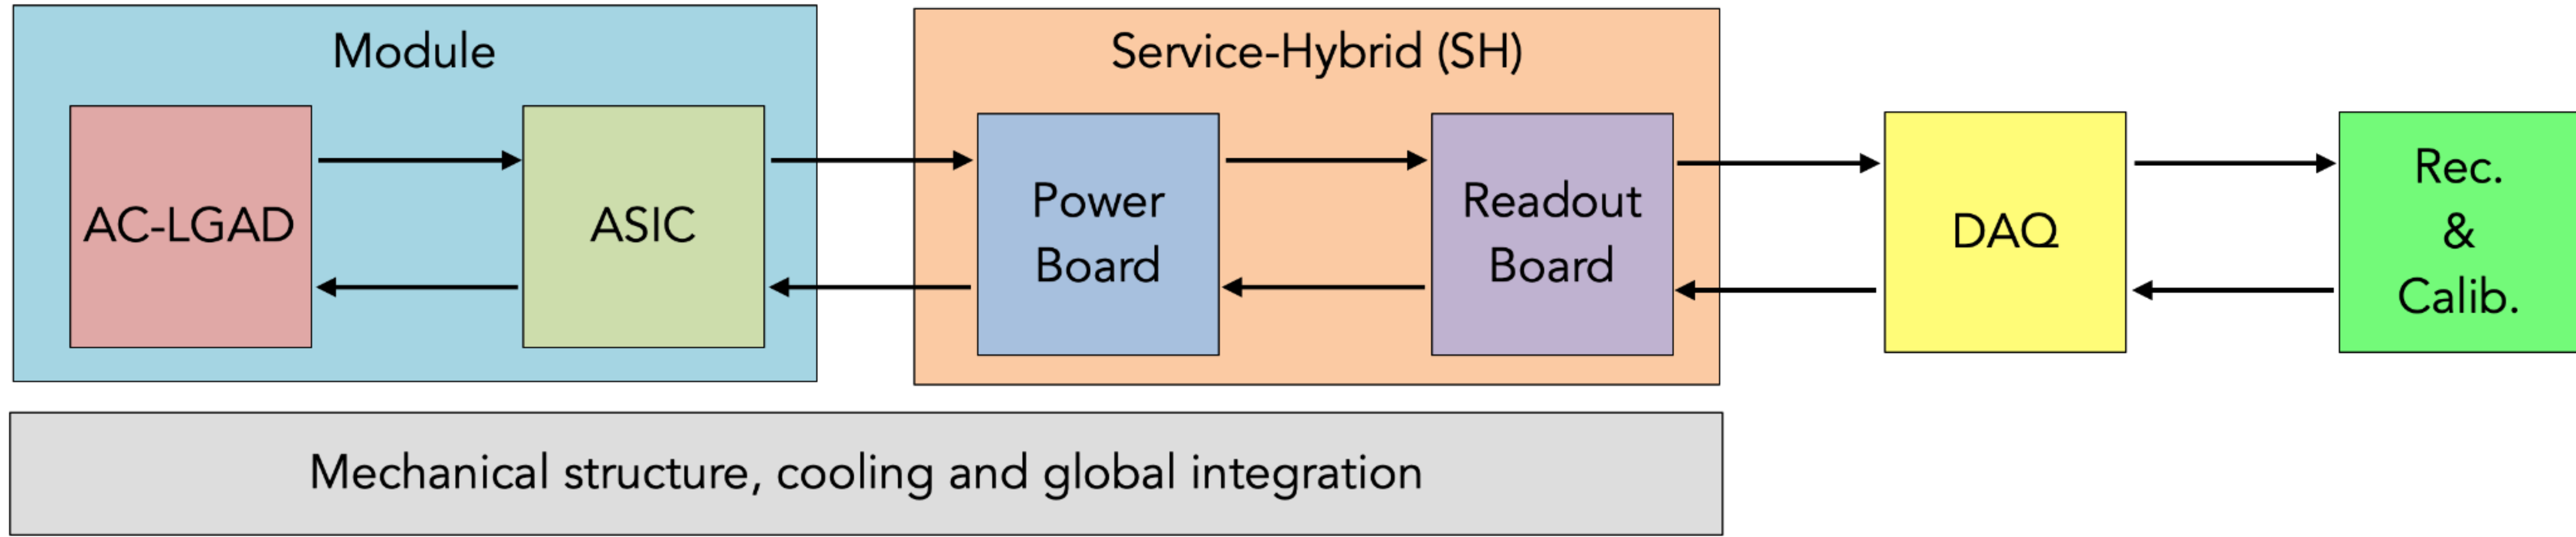 Module
Service-Hybrid (SH)
AC-LGAD
ASIC
Power
Board
Readout
Board
DAQ
Rec.
&
Calib.
Mechanical structure, cooling and global integration